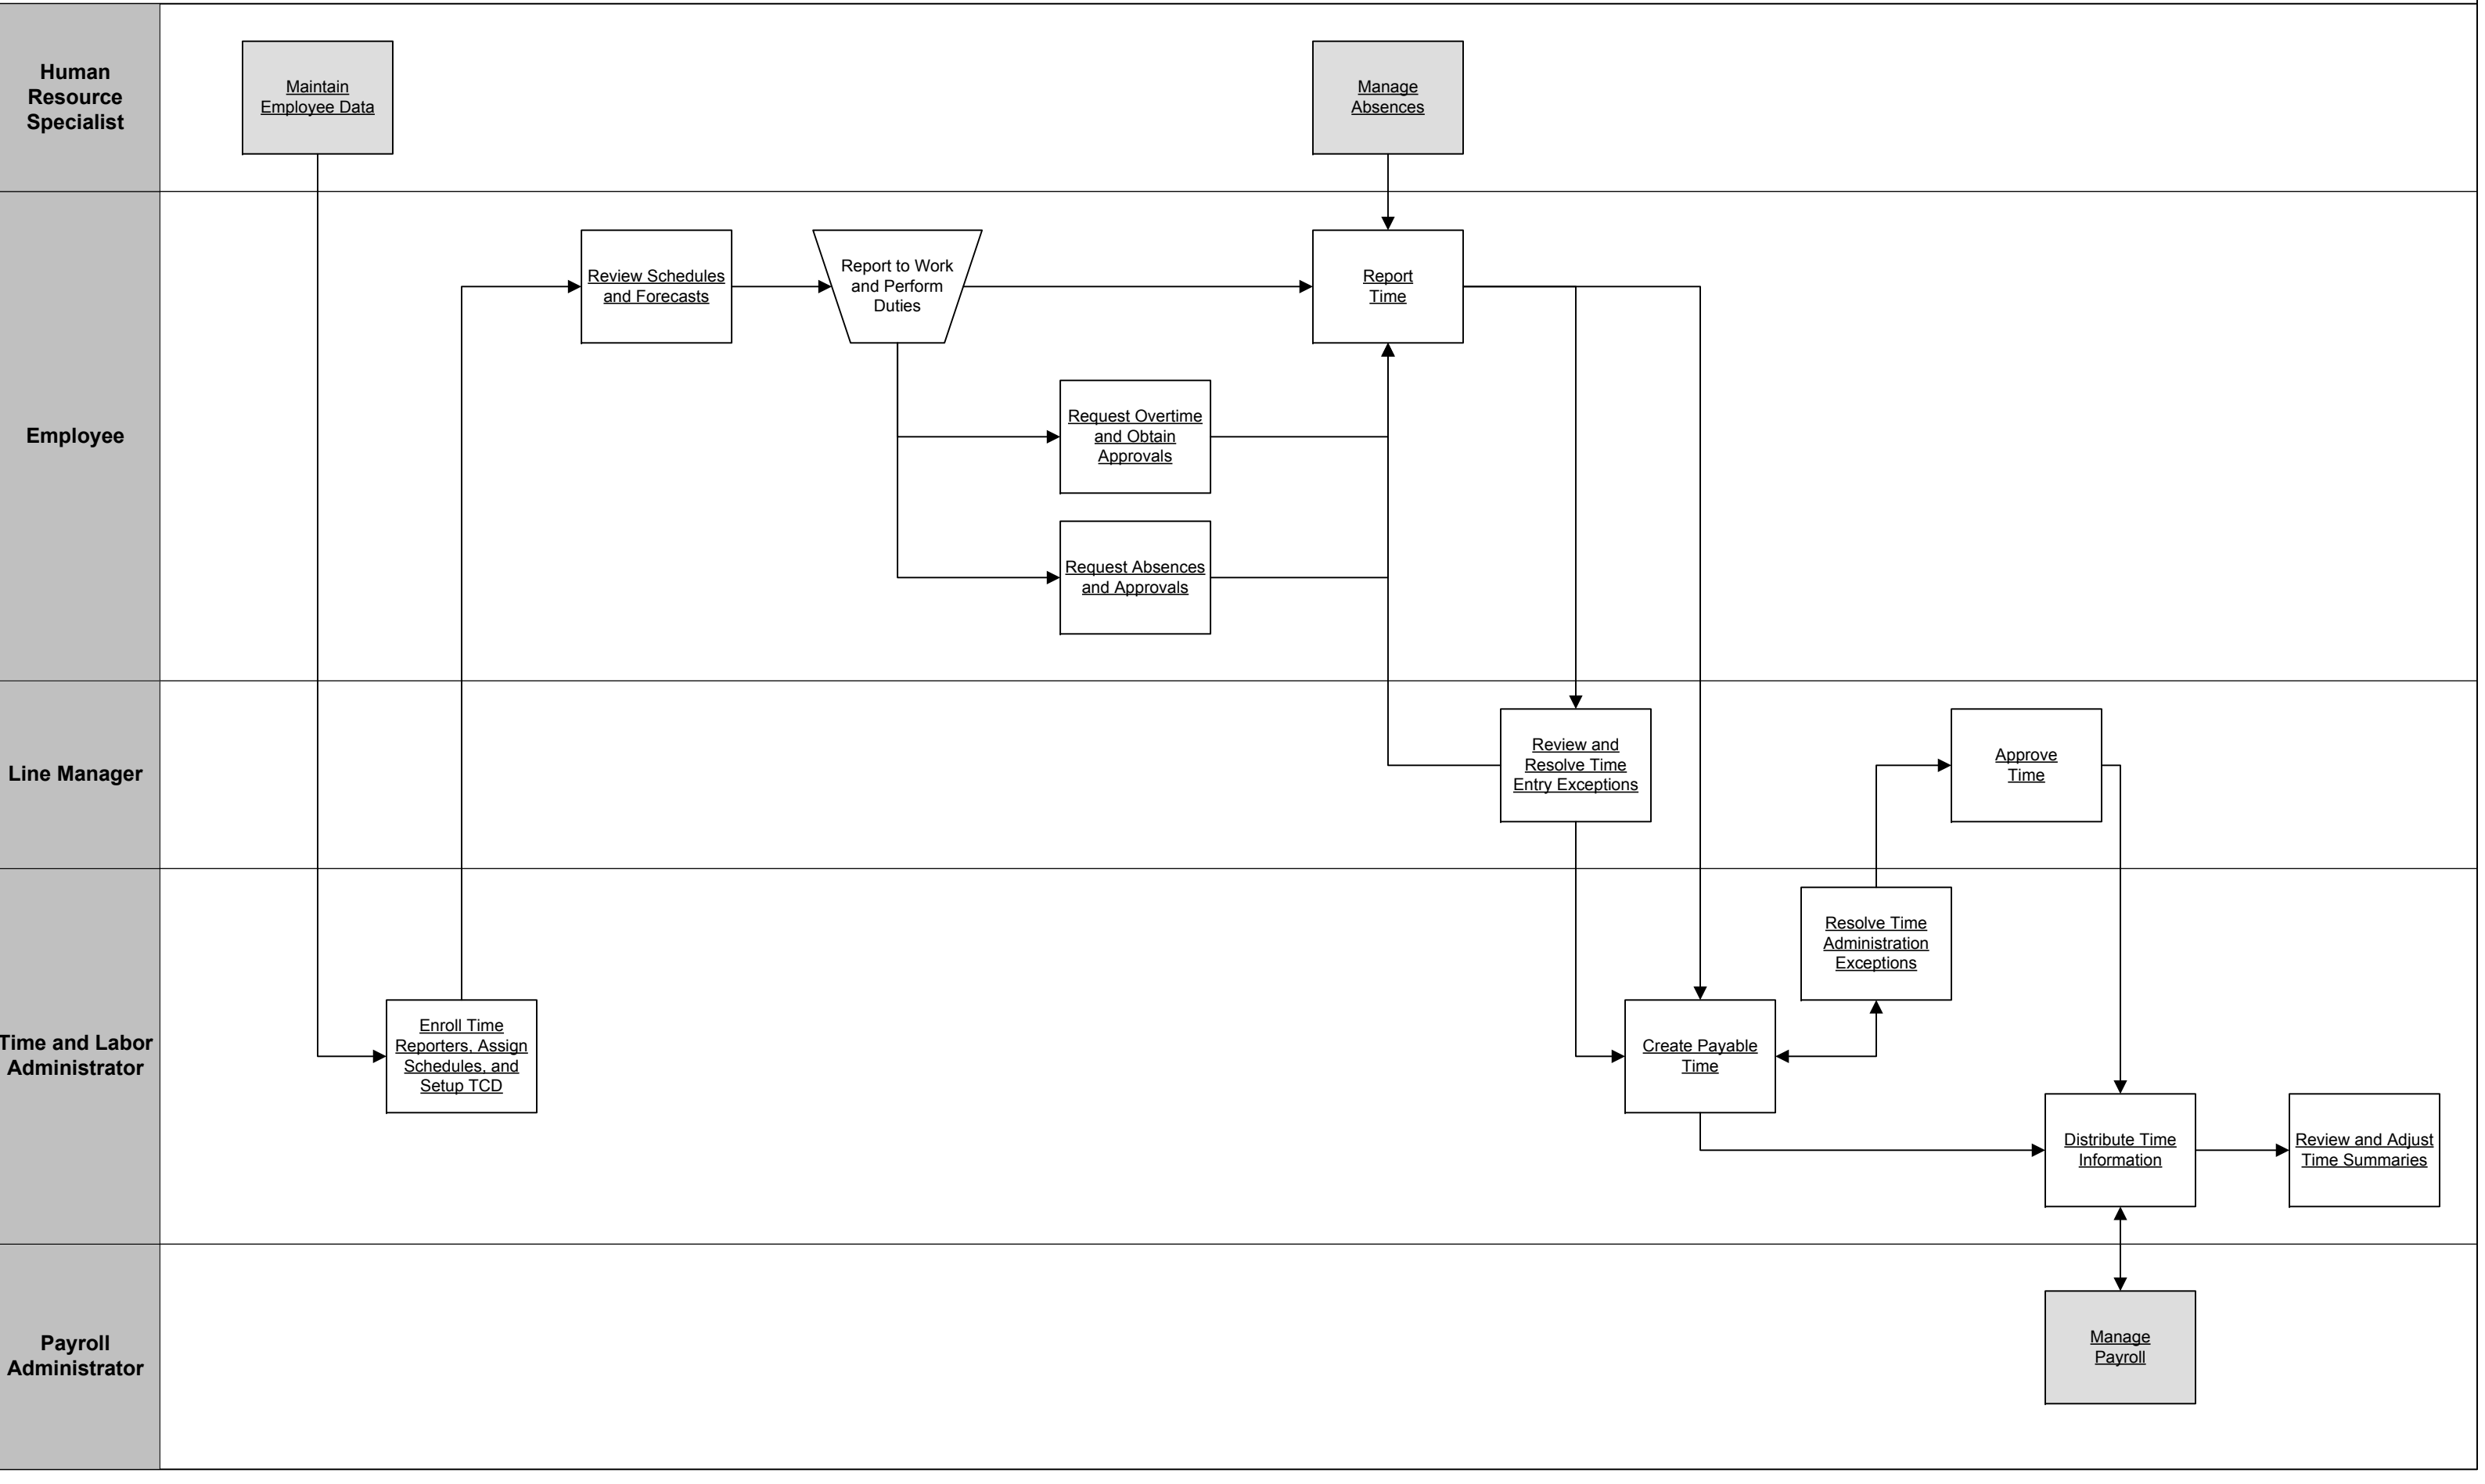 Human
Resource
Specialist
Maintain
Employee Data
Manage
Absences
Employee
Review Schedules
and Forecasts
Report to Work
and Perform
Duties
Report
Time
Request Overtime
and Obtain
Approvals
Request Absences
and Approvals
Line Manager
Review and
Resolve Time
Entry Exceptions
Approve
Time
Time and Labor
Administrator
Enroll Time
Reporters, Assign
Schedules, and
Setup TCD
Create Payable
Time
Resolve Time
Administration
Exceptions
Distribute Time
Information
Review and Adjust
Time Summaries
Payroll
Administrator
Manage
Payroll